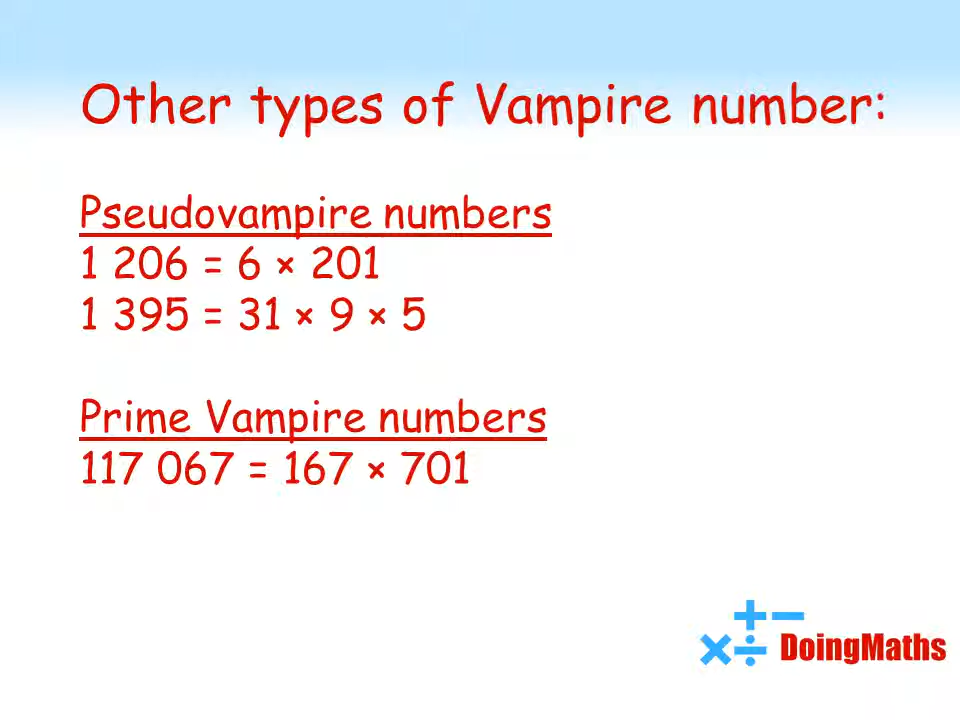 Other types of Vampire number:
Pseudovampire numbers
1 206 = 6 × 201
1 395 = 31 × 9 × 5
Prime Vampire numbers
117 067 = 167 × 701
DoingMaths